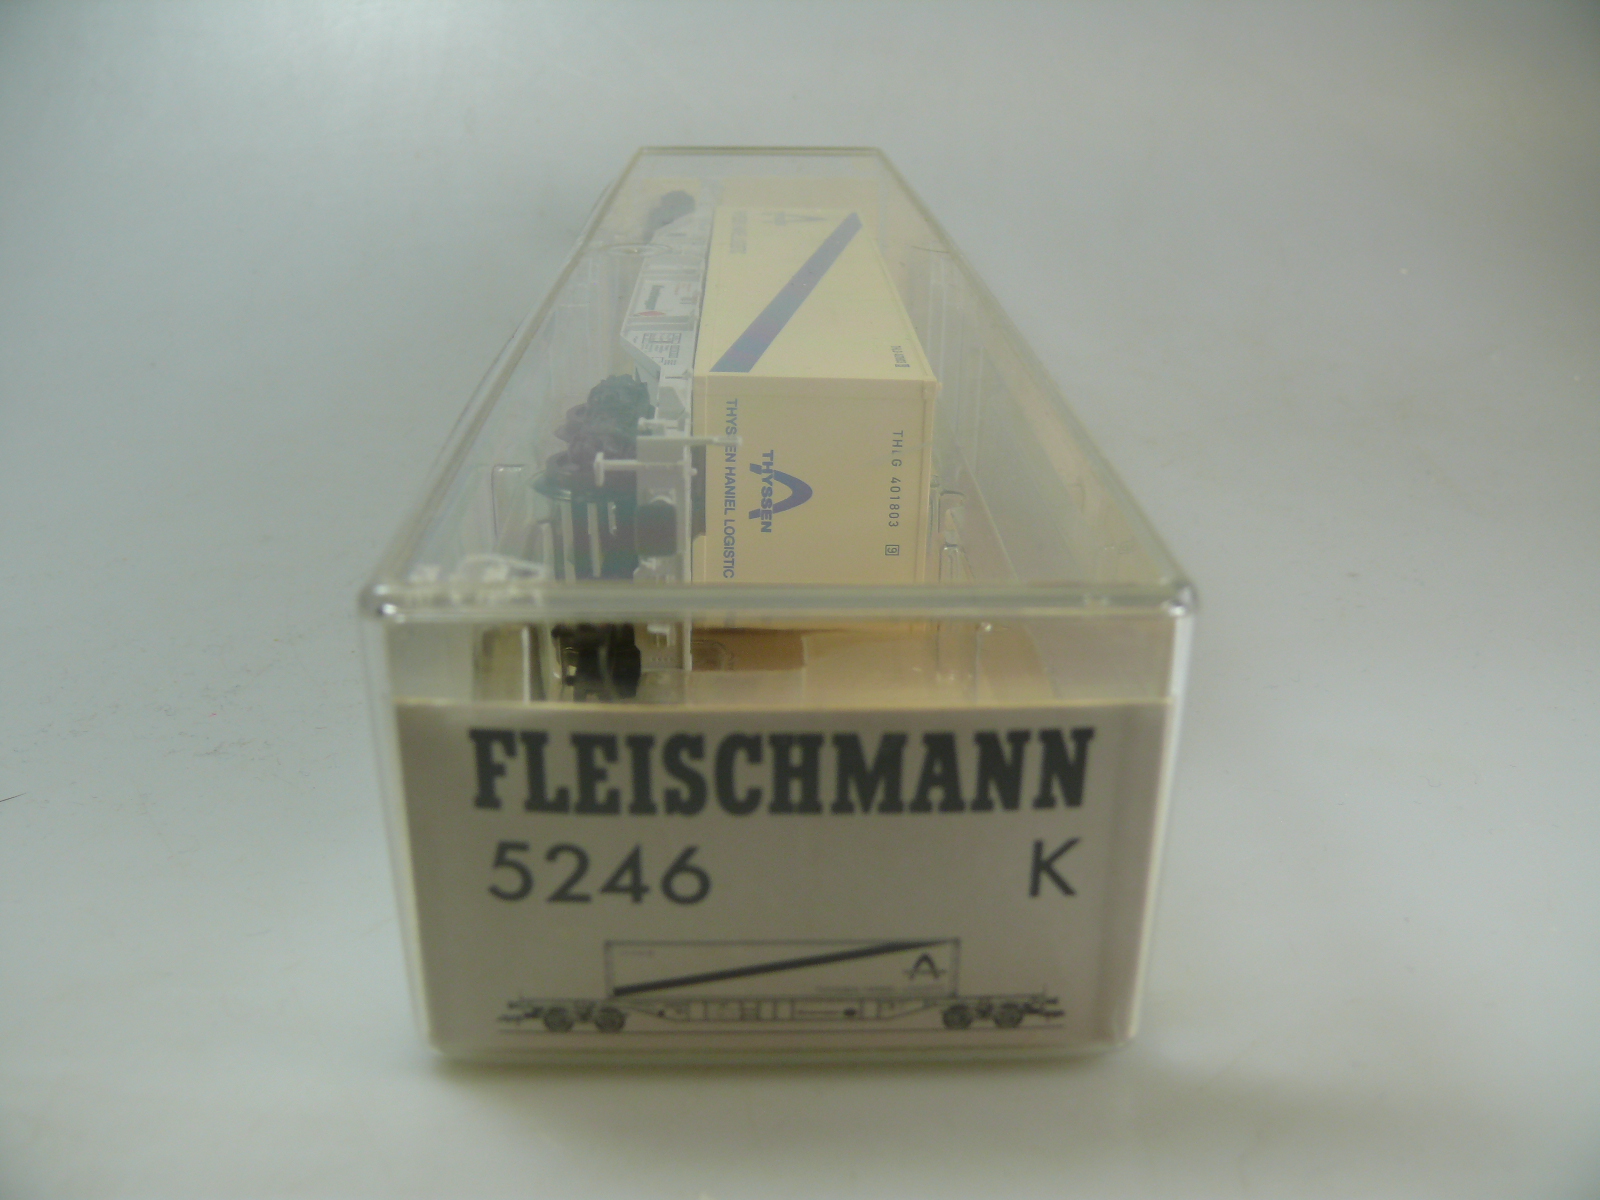 THYSSEN
THYSSEN HANIEL LOGISTIC
THLG 401803 9
FLEISCHMANN
5246 K